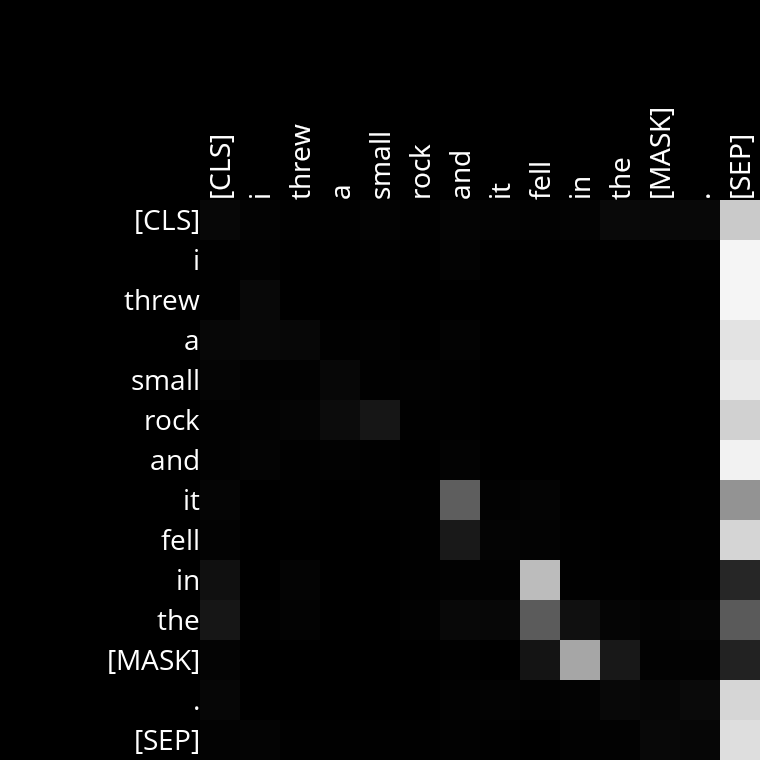 [CLS] i threw a small rock and it fell in the [MASK] . [SEP]
[CLS]
i
threw
a
small
rock
and
it
fell
in
the
[MASK]
.
[SEP]